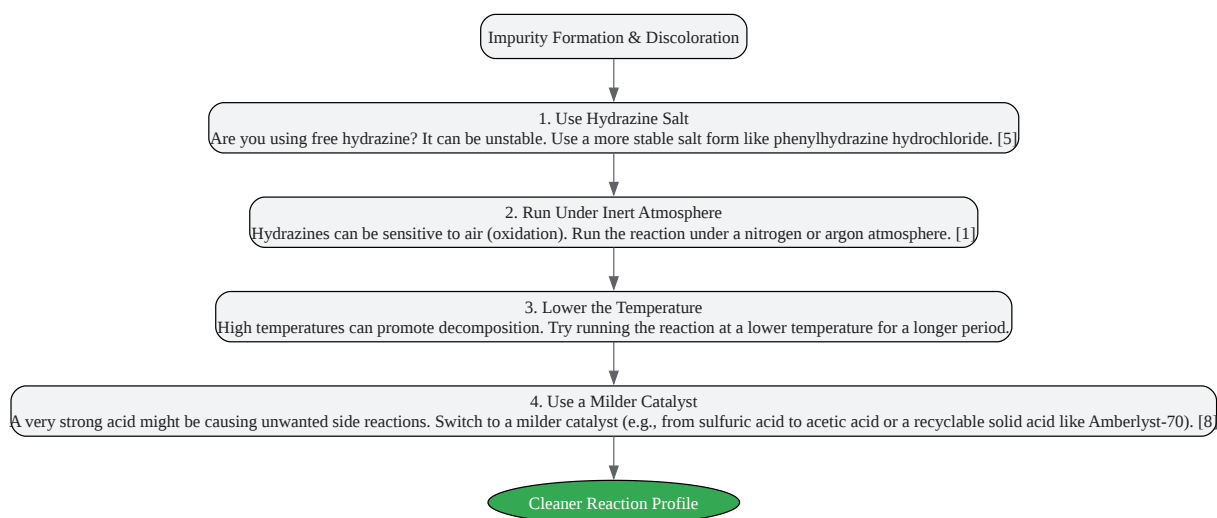 Impurity Formation & Discoloration
1. Use Hydrazine Salt
Are you using free hydrazine? It can be unstable. Use a more stable salt form like phenylhydrazine hydrochloride. [5]
2. Run Under Inert Atmosphere
Hydrazines can be sensitive to air (oxidation). Run the reaction under a nitrogen or argon atmosphere. [1]
3. Lower the Temperature
High temperatures can promote decomposition. Try running the reaction at a lower temperature for a longer period.
4. Use a Milder Catalyst
A very strong acid might be causing unwanted side reactions. Switch to a milder catalyst (e.g., from sulfuric acid to acetic acid or a recyclable solid acid like Amberlyst-70). [8]
Cleaner Reaction Profile